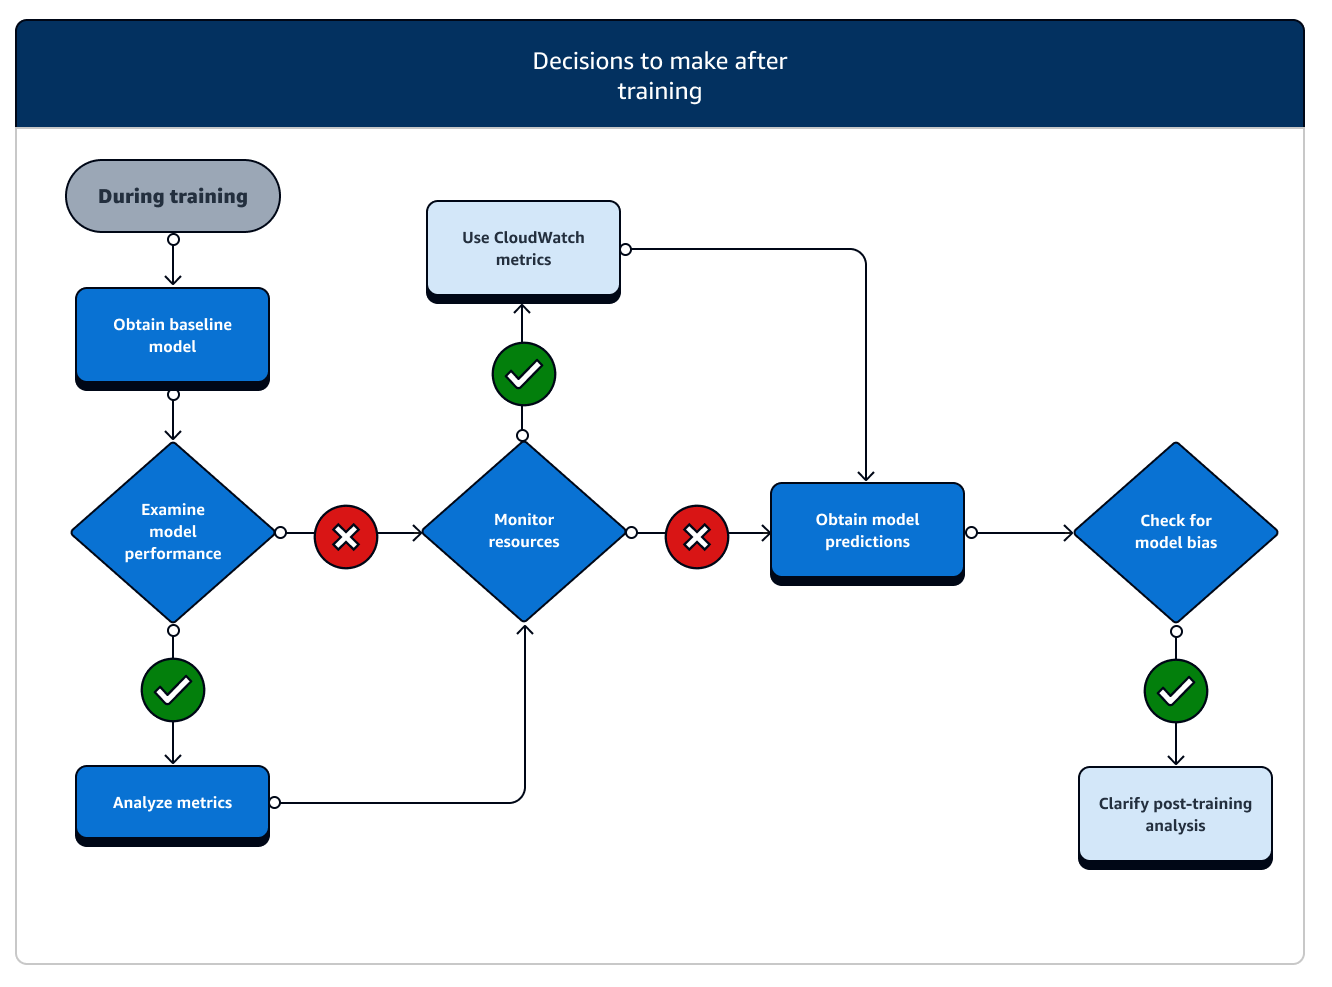 Decisions to make after
training
During training
Use CloudWatch
metrics
Obtain baseline
model
Examine
model
performance
Monitor
resources
Obtain model
predictions
Check for
model bias
Analyze metrics
Clarify post-training
analysis